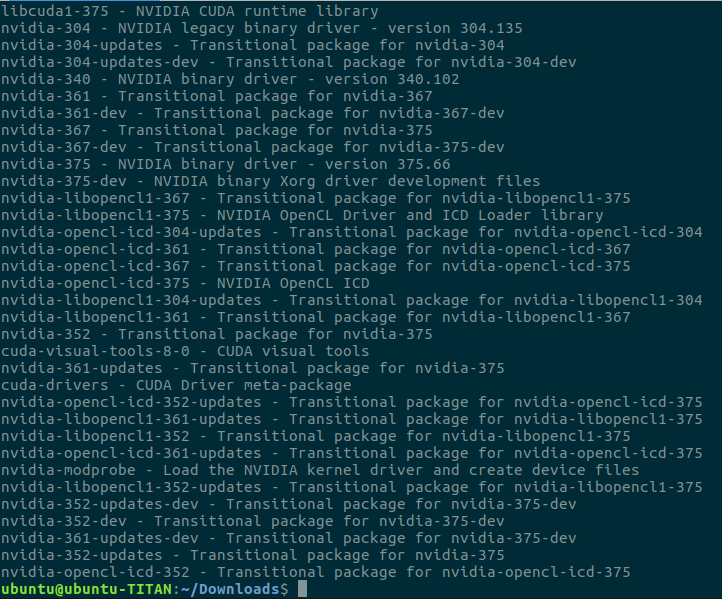 libcuda1-375 - NVIDIA CUDA runtime library
nvidia-304 - NVIDIA legacy binary driver - version 304.135
nvidia-304-updates - Transitional package for nvidia-304
nvidia-304-updates-dev - Transitional package for nvidia-304-dev
nvidia-340 - NVIDIA binary driver - version 340.102
nvidia-361 - Transitional package for nvidia-367
nvidia-361-dev - Transitional package for nvidia-367-dev
nvidia-367 - Transitional package for nvidia-375
nvidia-367-dev - Transitional package for nvidia-375-dev
nvidia-375 - NVIDIA binary driver - version 375.66
nvidia-375-dev - NVIDIA binary Xorg driver development files
nvidia-libopencl1-367 - Transitional package for nvidia-libopencl1-375
nvidia-libopencl1-375 - NVIDIA OpenCL Driver and ICD Loader library
nvidia-opencl-icd-304-updates - Transitional package for nvidia-opencl-icd-304
nvidia-opencl-icd-361 - Transitional package for nvidia-opencl-icd-367
nvidia-opencl-icd-367 - Transitional package for nvidia-opencl-icd-375
nvidia-opencl-icd-375 - NVIDIA OpenCL ICD
nvidia-libopencl1-304-updates - Transitional package for nvidia-libopencl1-304
nvidia-libopencl1-361 - Transitional package for nvidia-libopencl1-367
nvidia-352 - Transitional package for nvidia-375
cuda-visual-tools-8-0 - CUDA visual tools
nvidia-361-updates - Transitional package for nvidia-375
cuda-drivers - CUDA Driver meta-package
nvidia-opencl-icd-352-updates - Transitional package for nvidia-opencl-icd-375
nvidia-libopencl1-361-updates - Transitional package for nvidia-libopencl1-375
nvidia-libopencl1-352 - Transitional package for nvidia-libopencl1-375
nvidia-opencl-icd-361-updates - Transitional package for nvidia-opencl-icd-375
nvidia-modprobe - Load the NVIDIA kernel driver and create device files
nvidia-libopencl1-352-updates - Transitional package for nvidia-libopencl1-375
nvidia-352-updates-dev - Transitional package for nvidia-375-dev
nvidia-352-dev - Transitional package for nvidia-375-dev
nvidia-361-updates-dev - Transitional package for nvidia-375-dev
nvidia-352-updates - Transitional package for nvidia-375
nvidia-opencl-icd-352 - Transitional package for nvidia-opencl-icd-375
ubuntu@ubuntu-TITAN:~/Downloads$